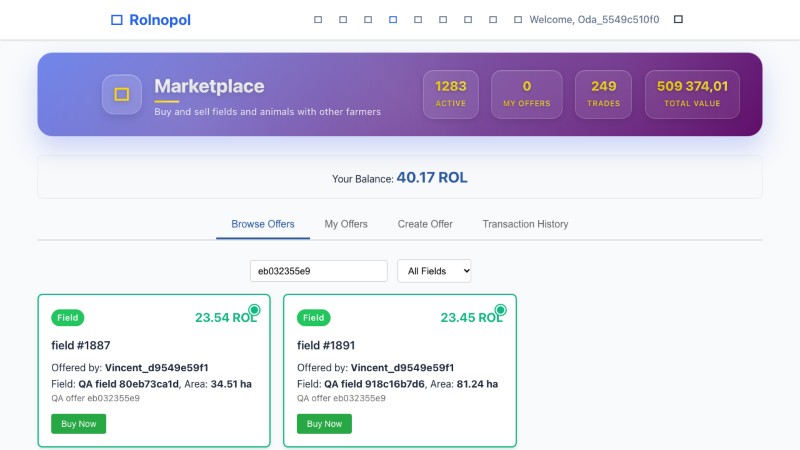 Rolnopol
Welcome, Oda_5549c510f0
Marketplace
Buy and sell fields and animals with other farmers
1283
ACTIVE
0
MY OFFERS
249
TRADES
509 374,01
TOTAL VALUE
Your Balance: 40.17 ROL
Browse Offers
My Offers
Create Offer
Transaction History
eb032355e9
All Fields
Field
23.54 ROL
field #1887
Offered by: Vincent_d9549e59f1
Field: QA field 80eb73ca1d, Area: 34.51 ha
QA offer eb032355e9
Buy Now
Field
23.45 ROL
field #1891
Offered by: Vincent_d9549e59f1
Field: QA field 918c16b7d6, Area: 81.24 ha
QA offer eb032355e9
Buy Now